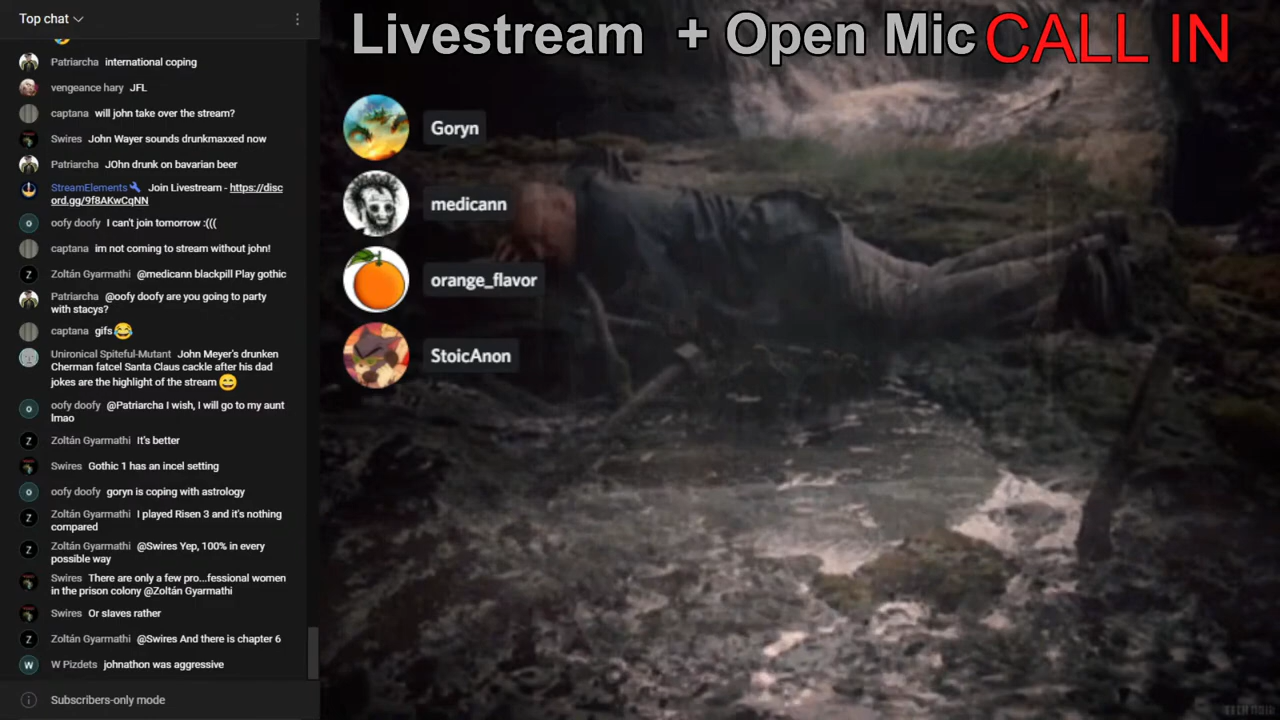 Top chat
Patriarcha international coping
vengeance hary JFL
captana will john take over the stream?
Swires John Wayer sounds drunkmaxxed now
Patriarcha JOhn drunk on bavarian beer
StreamElements Join Livestream - https://disc
ord.gg/9f8AKwCqNN
oofy doofy I can't join tomorrow :(((
captana im not coming to stream without john!
Zoltán Gyarmathi @medicann blackpill Play gothic
Patriarcha @oofy doofy are you going to party
with stacys?
captana gifs😂
Unironical Spiteful-Mutant John Meyer's drunken
Cherman fatcel Santa Claus cackle after his dad
jokes are the highlight of the stream 😄
oofy doofy @Patriarcha I wish, I will go to my aunt
lmao
Zoltán Gyarmathi It's better
Swires Gothic 1 has an incel setting
oofy doofy goryn is coping with astrology
Zoltán Gyarmathi I played Risen 3 and it's nothing
compared
Zoltán Gyarmathi @Swires Yep, 100% in every
possible way
Swires There are only a few pro...fessional women
in the prison colony @Zoltán Gyarmathi
Swires Or slaves rather
Zoltán Gyarmathi @Swires And there is chapter 6
W Pizdets johnathon was aggressive
Subscribers-only mode
Livestream + Open Mic CALL IN
Goryn
medicann
orange_flavor
StoicAnon